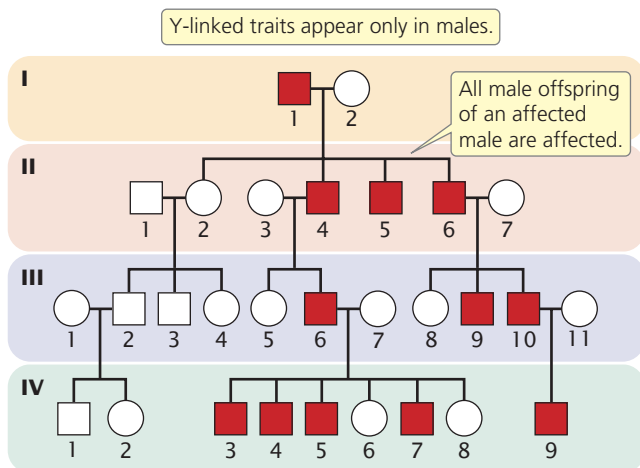 Y-linked traits appear only in males.
I
1 2
All male offspring
of an affected
male are affected.
II
1 2 3 4 5 6 7
III
1 2 3 4 5 6 7 8 9 10 11
IV
1 2 3 4 5 6 7 8 9